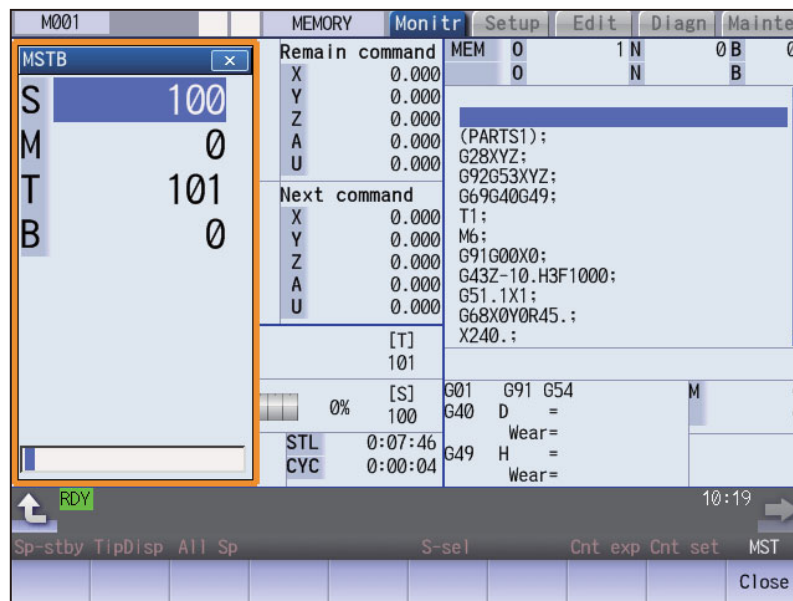 M001 MEMORY Monitr Setup Edit Diagn Mainte
MSTB
S 100
M 0
T 101
B 0
Remain command
X 0.000
Y 0.000
Z 0.000
A 0.000
U 0.000
Next command
X 0.000
Y 0.000
Z 0.000
A 0.000
U 0.000
[T]
101
0% [S]
100
STL 0:07:46
CYC 0:00:04
MEM O 1 N 0 B 0
O N B
(PARTS1);
G28XYZ;
G92G53XYZ;
G69G40G49;
T1;
M6;
G91G00X0;
G43Z-10.H3F1000;
G51.1X1;
G68X0Y0R45.;
X240.;
G01 G91 G54
G40 D =
Wear=
G49 H =
Wear=
M
RDY 10:19
Sp-stby TipDisp All Sp S-sel Cnt exp Cnt set MST
Close